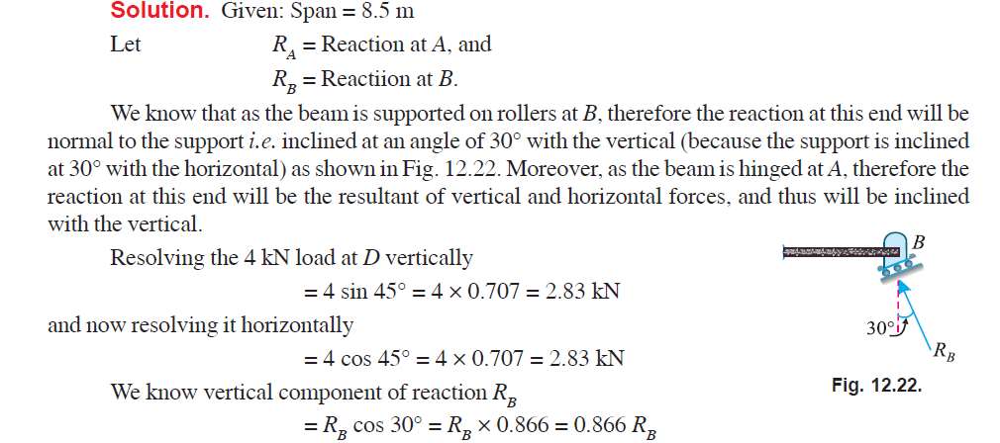 Solution. Given: Span = 8.5 m
Let R_A = Reaction at A, and
R_B = Reactiion at B.
We know that as the beam is supported on rollers at B, therefore the reaction at this end will be
normal to the support i.e. inclined at an angle of 30° with the vertical (because the support is inclined
at 30° with the horizontal) as shown in Fig. 12.22. Moreover, as the beam is hinged at A, therefore the
reaction at this end will be the resultant of vertical and horizontal forces, and thus will be inclined
with the vertical.
Resolving the 4 kN load at D vertically
= 4 sin 45° = 4 × 0.707 = 2.83 kN
and now resolving it horizontally
= 4 cos 45° = 4 × 0.707 = 2.83 kN
We know vertical component of reaction R_B
= R_B cos 30° = R_B × 0.866 = 0.866 R_B
B
30°
R_B
Fig. 12.22.